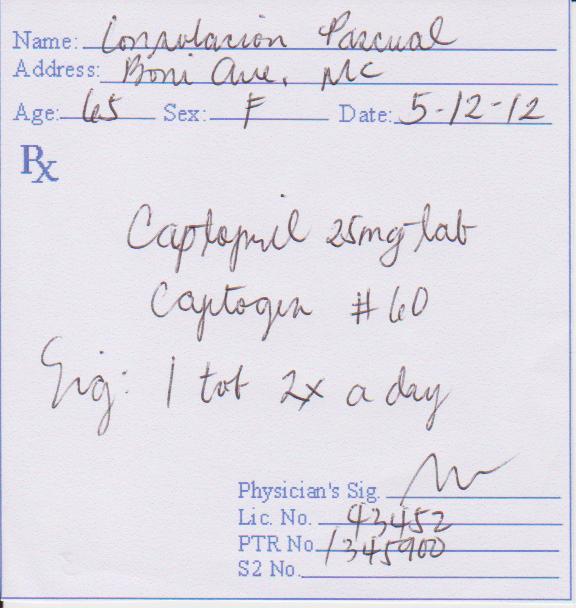 Name: Consolacion Pascual
Address: Boni Ave, MC
Age: 65 Sex: F Date: 5-12-12
Rx
Captopril 25mg tab
Captogen #60
Sig: 1 tab 2x a day
Physician's Sig.
Lic. No. 43452
PTR No. 1345900
S2 No.